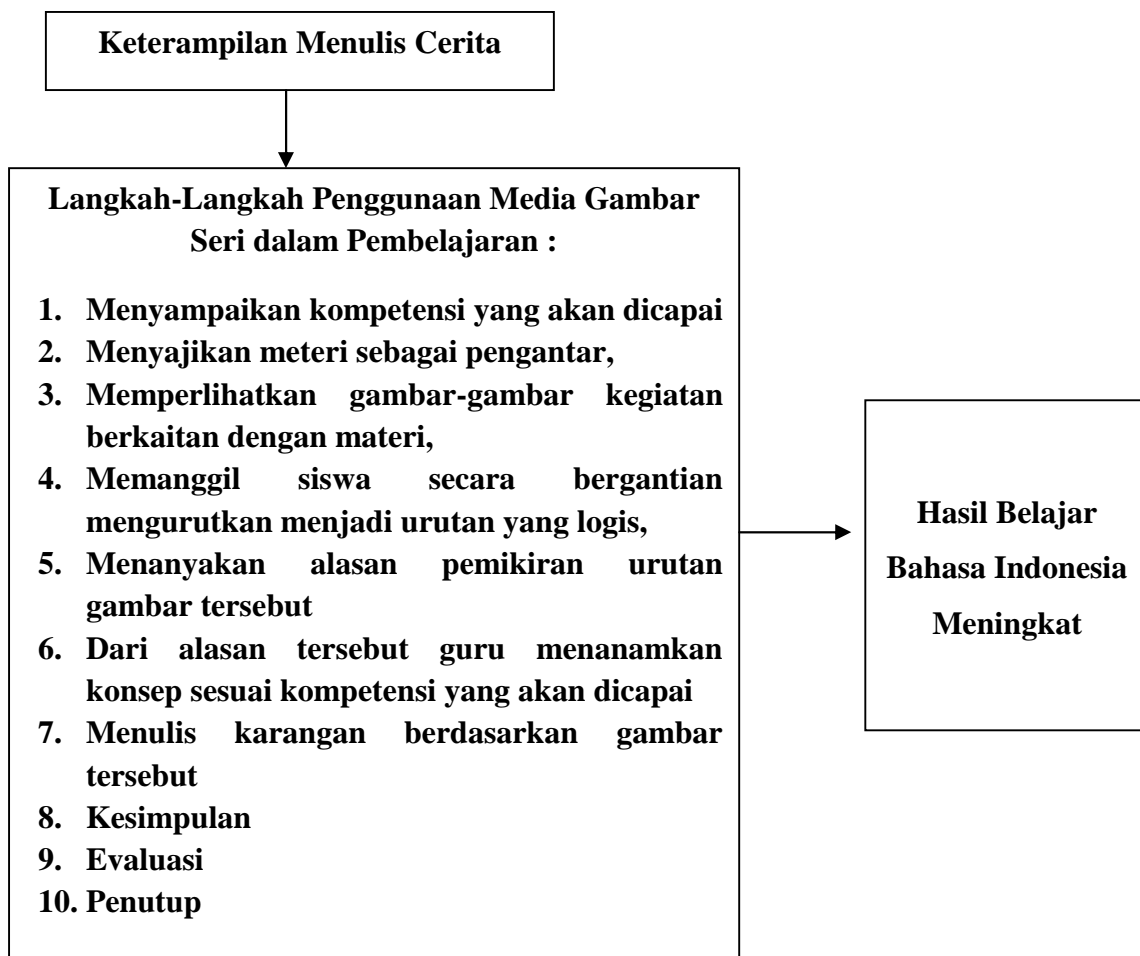 Keterampilan Menulis Cerita
Langkah-Langkah Penggunaan Media Gambar
Seri dalam Pembelajaran :
1. Menyampaikan kompetensi yang akan dicapai
2. Menyajikan meteri sebagai pengantar,
3. Memperlihatkan gambar-gambar kegiatan
berkaitan dengan materi,
4. Memanggil siswa secara bergantian
mengurutkan menjadi urutan yang logis,
5. Menanyakan alasan pemikiran urutan
gambar tersebut
6. Dari alasan tersebut guru menanamkan
konsep sesuai kompetensi yang akan dicapai
7. Menulis karangan berdasarkan gambar
tersebut
8. Kesimpulan
9. Evaluasi
10. Penutup
Hasil Belajar
Bahasa Indonesia
Meningkat